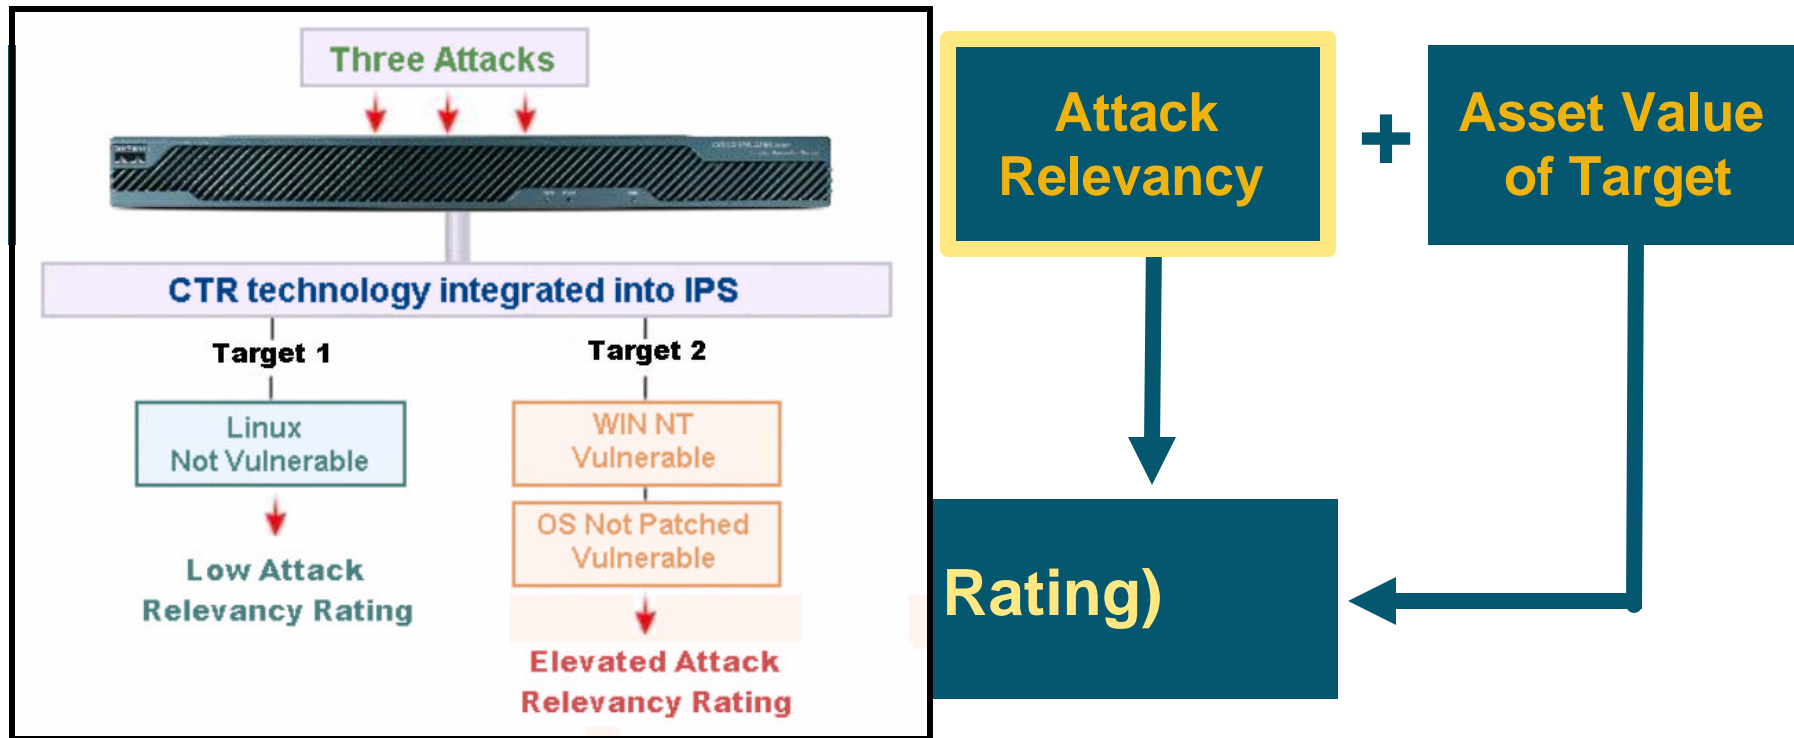 Three Attacks
CTR technology integrated into IPS
Target 1
Target 2
Linux
Not Vulnerable
WIN NT
Vulnerable
OS Not Patched
Vulnerable
Low Attack
Relevancy Rating
Elevated Attack
Relevancy Rating
Attack
Relevancy
+
Asset Value
of Target
Rating)